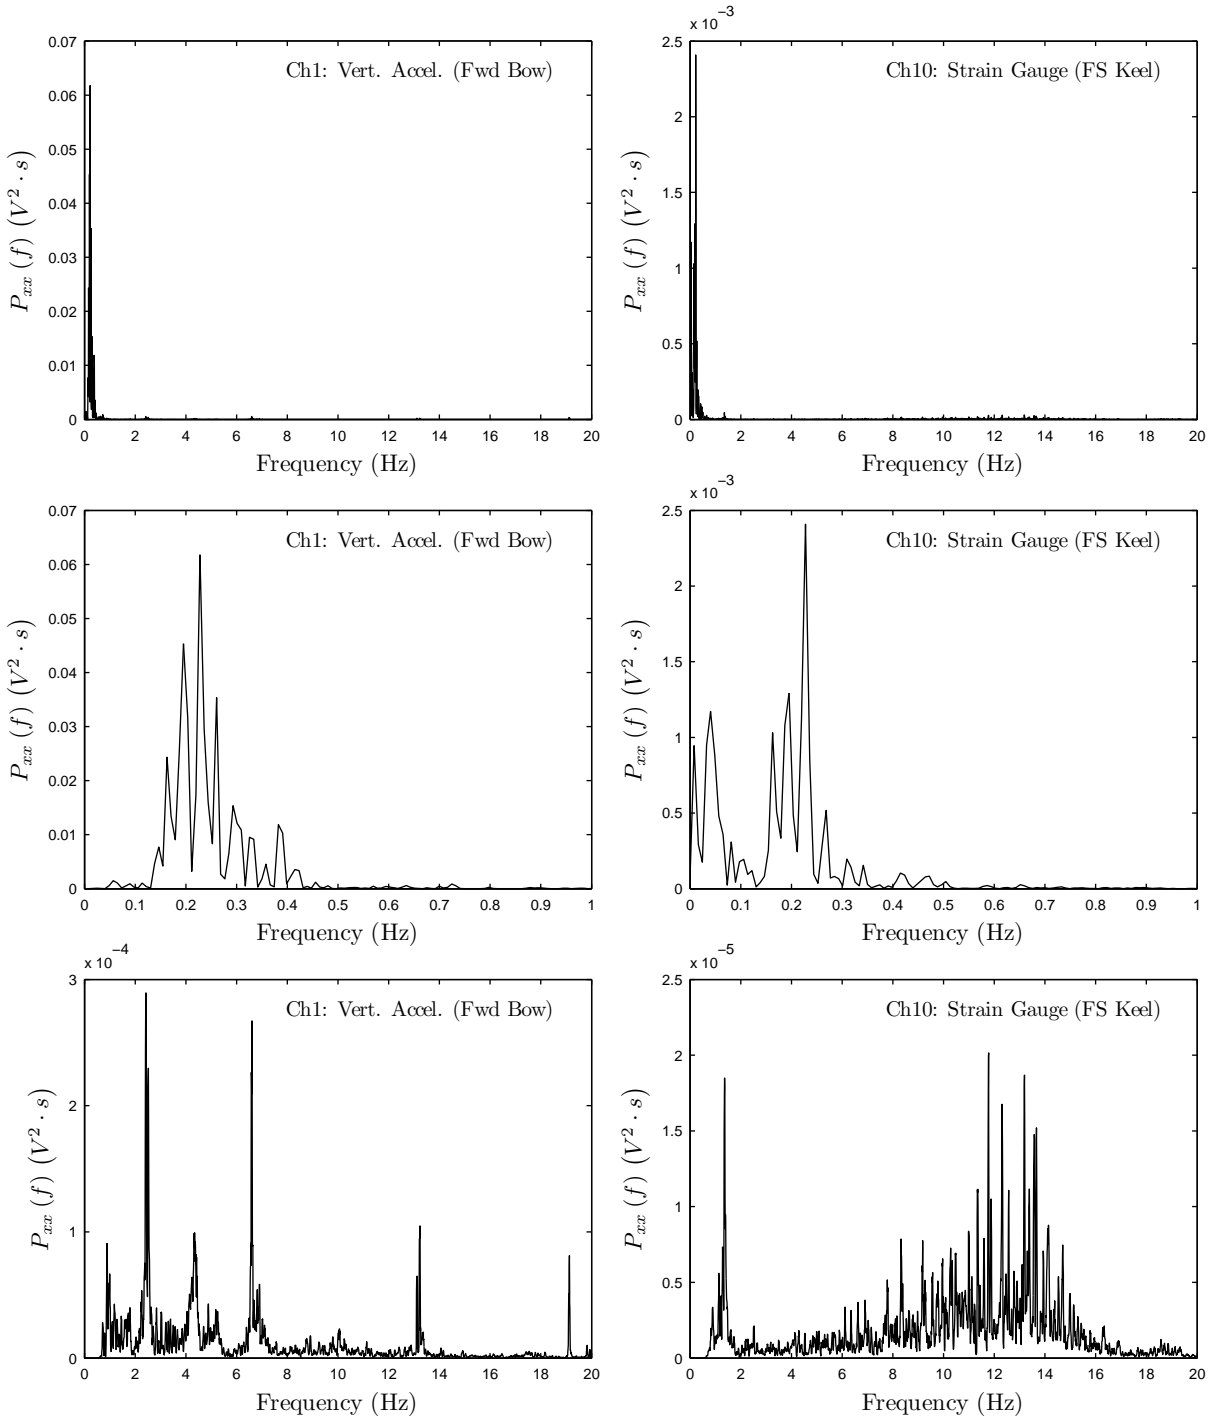 0.07
0.06
0.05
0.04
0.03
0.02
0.01
0
P_xx (f) (V^2 · s)
Ch1: Vert. Accel. (Fwd Bow)
0 2 4 6 8 10 12 14 16 18 20
Frequency (Hz)
x 10^−3
2.5
2
1.5
1
0.5
0
P_xx (f) (V^2 · s)
Ch10: Strain Gauge (FS Keel)
0 2 4 6 8 10 12 14 16 18 20
Frequency (Hz)
0.07
0.06
0.05
0.04
0.03
0.02
0.01
0
P_xx (f) (V^2 · s)
Ch1: Vert. Accel. (Fwd Bow)
0 0.1 0.2 0.3 0.4 0.5 0.6 0.7 0.8 0.9 1
Frequency (Hz)
x 10^−3
2.5
2
1.5
1
0.5
0
P_xx (f) (V^2 · s)
Ch10: Strain Gauge (FS Keel)
0 0.1 0.2 0.3 0.4 0.5 0.6 0.7 0.8 0.9 1
Frequency (Hz)
x 10^−4
3
2
1
0
P_xx (f) (V^2 · s)
Ch1: Vert. Accel. (Fwd Bow)
0 2 4 6 8 10 12 14 16 18 20
Frequency (Hz)
x 10^−5
2.5
2
1.5
1
0.5
0
P_xx (f) (V^2 · s)
Ch10: Strain Gauge (FS Keel)
0 2 4 6 8 10 12 14 16 18 20
Frequency (Hz)